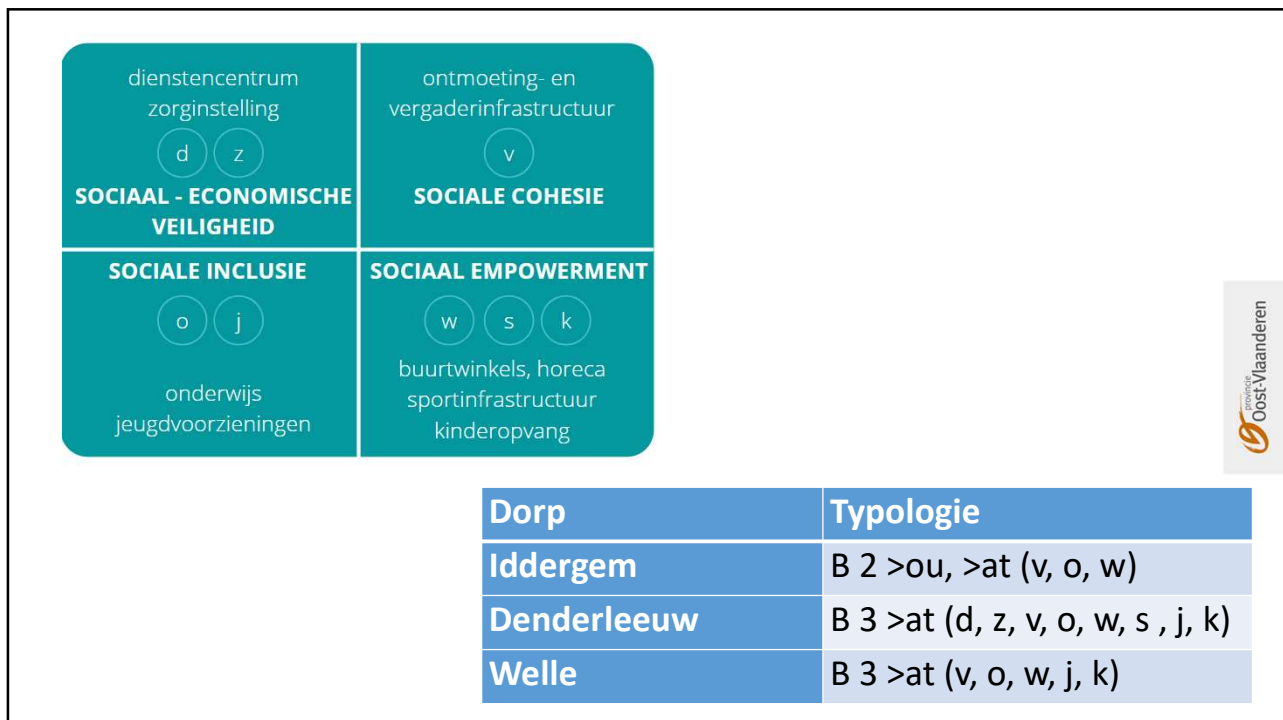 dienstencentrum
zorginstelling
d z
SOCIAAL - ECONOMISCHE
VEILIGHEID
ontmoeting- en
vergaderinfrastructuur
v
SOCIALE COHESIE
SOCIALE INCLUSIE
o j
onderwijs
jeugdvoorzieningen
SOCIAAL EMPOWERMENT
w s k
buurtwinkels, horeca
sportinfrastructuur
kinderopvang
provincie
Oost-Vlaanderen
Dorp Typologie
Iddergem B 2 >ou, >at (v, o, w)
Denderleeuw B 3 >at (d, z, v, o, w, s , j, k)
Welle B 3 >at (v, o, w, j, k)